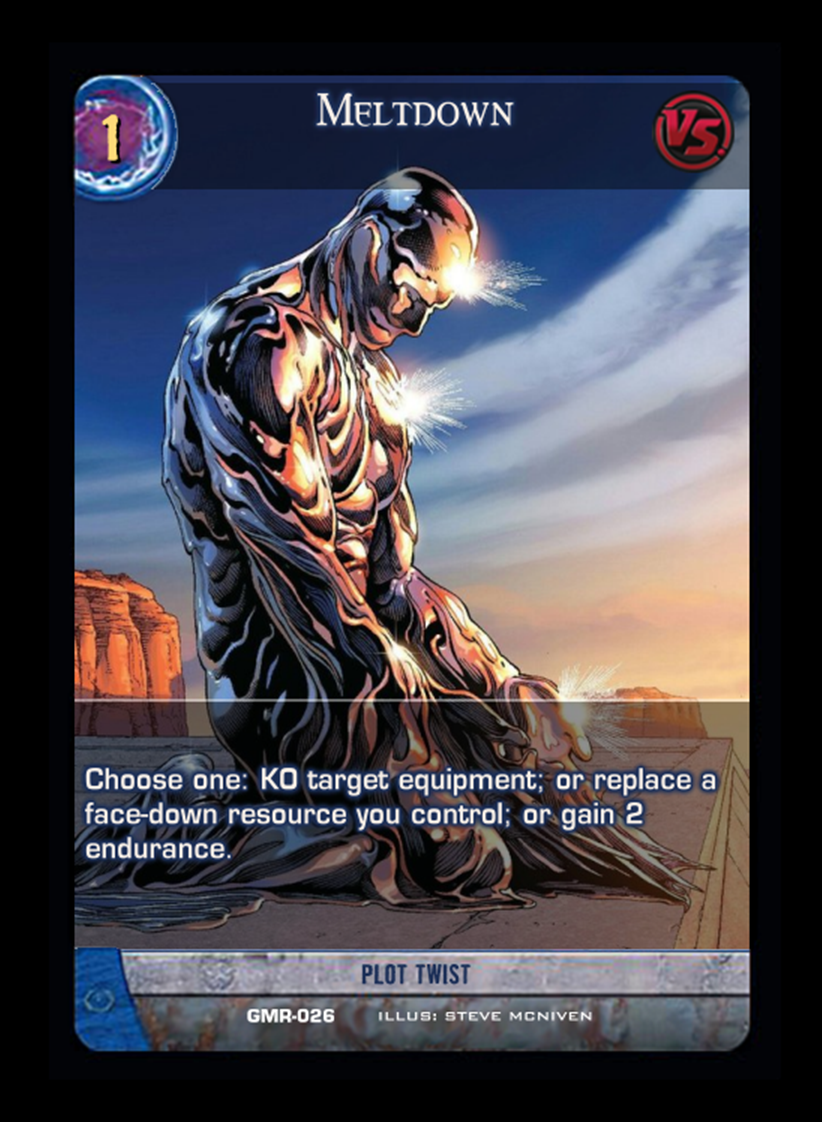 1
Meltdown
VS.
Choose one: KO target equipment; or replace a
face-down resource you control; or gain 2
endurance.
PLOT TWIST
GMR-026 ILLUS: STEVE MCNIVEN